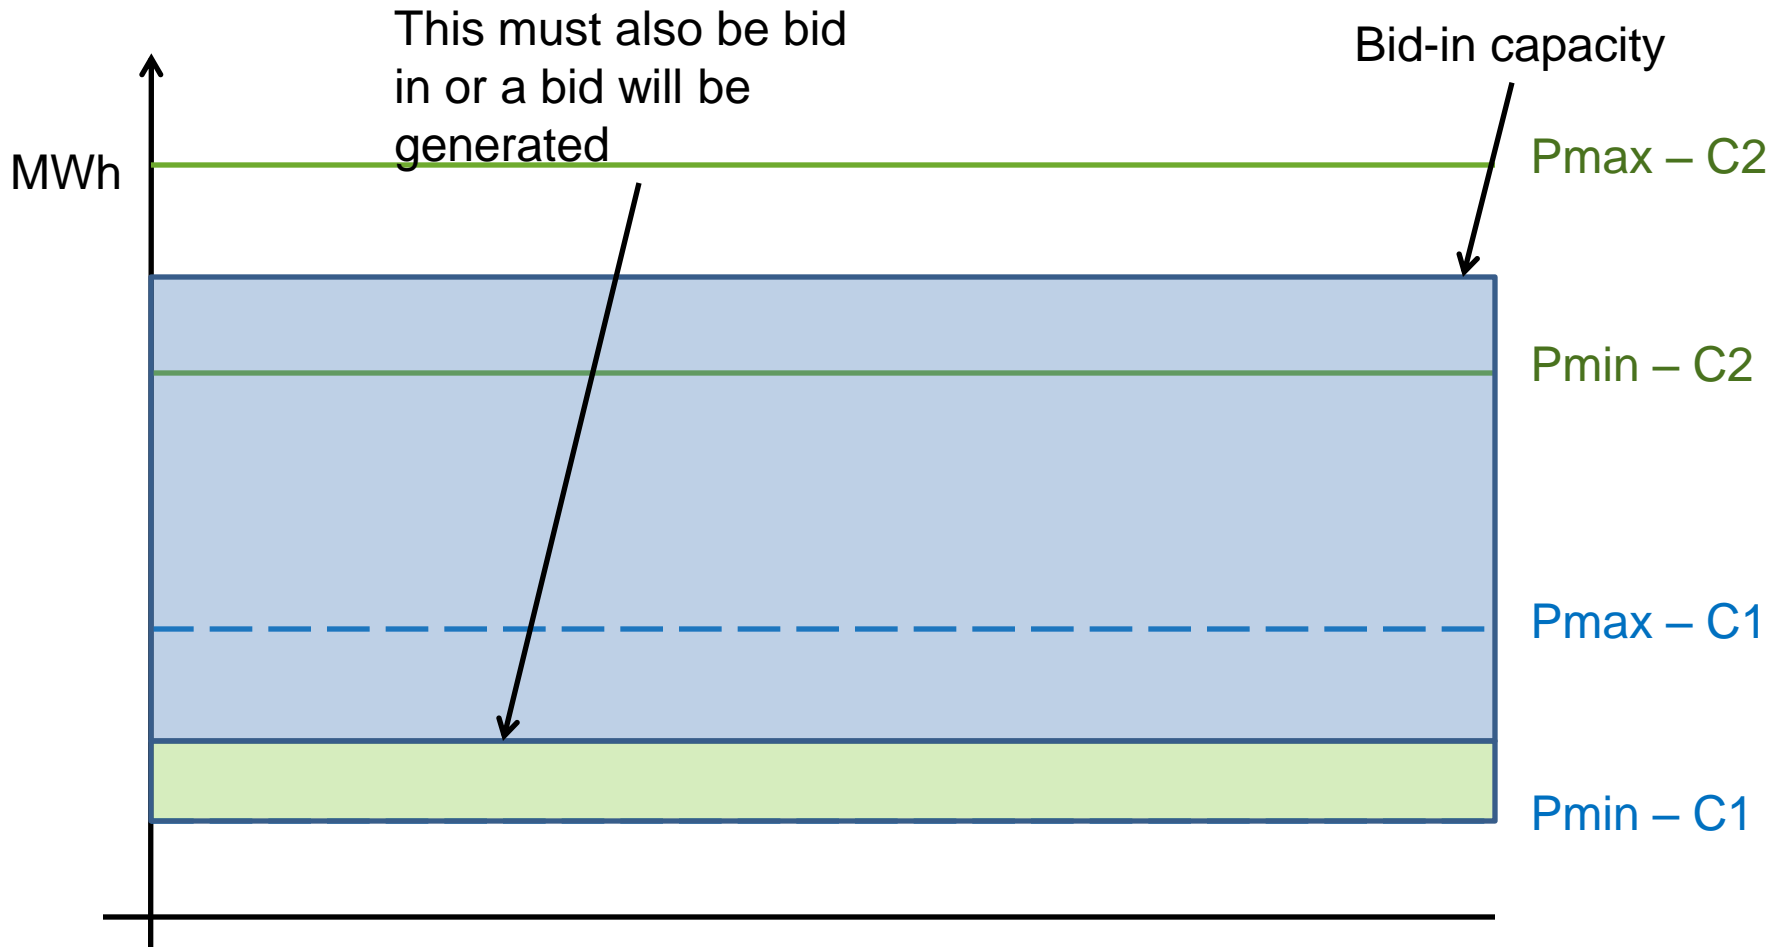 This must also be bid
in or a bid will be
generated
Bid-in capacity
MWh
Pmax – C2
Pmin – C2
Pmax – C1
Pmin – C1